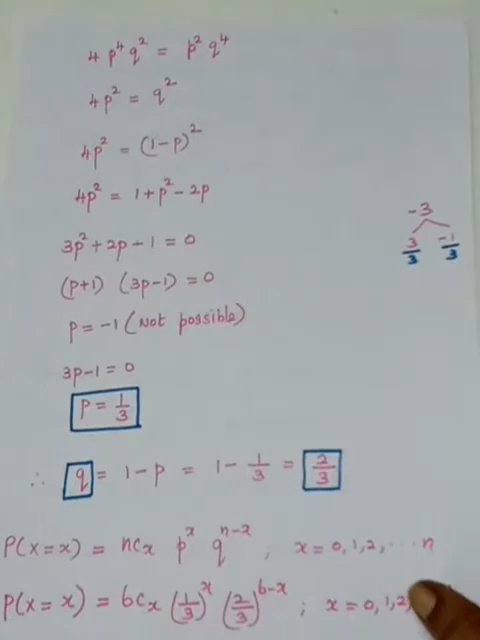 4p⁴q² = p²q⁴
4p² = q²
4p² = (1-p)²
4p² = 1+p²-2p
-3
3/3 -1/3
3p²+2p-1 = 0
(p+1) (3p-1) = 0
p = -1 (Not possible)
3p-1 = 0
p = 1/3
∴ q = 1-p = 1 - 1/3 = 2/3
P(x=x) = ncₓ pˣ qⁿ⁻ˣ , x = 0,1,2,...n
P(x=x) = 6cₓ (1/3)ˣ (2/3)⁶⁻ˣ ; x = 0,1,2,